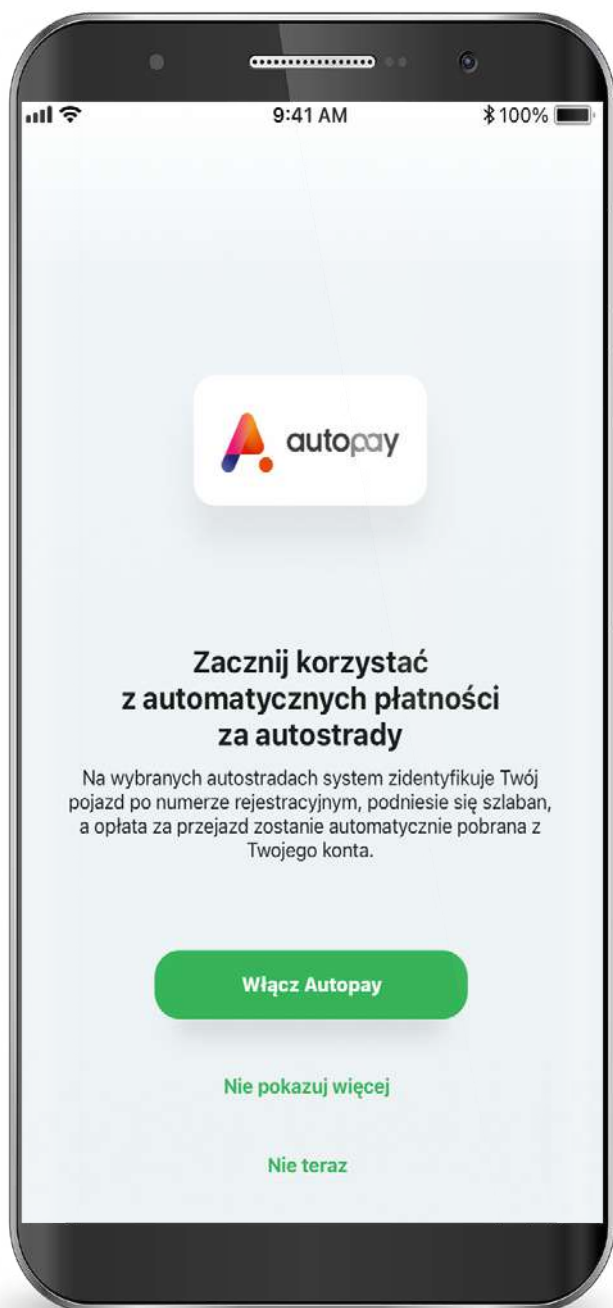 9:41 AM
100%
autopay
Zacznij korzystać
z automatycznych płatności
za autostrady
Na wybranych autostradach system zidentyfikuje Twój
pojazd po numerze rejestracyjnym, podniesie się szlaban,
a opłata za przejazd zostanie automatycznie pobrana z
Twojego konta.
Włącz Autopay
Nie pokazuj więcej
Nie teraz